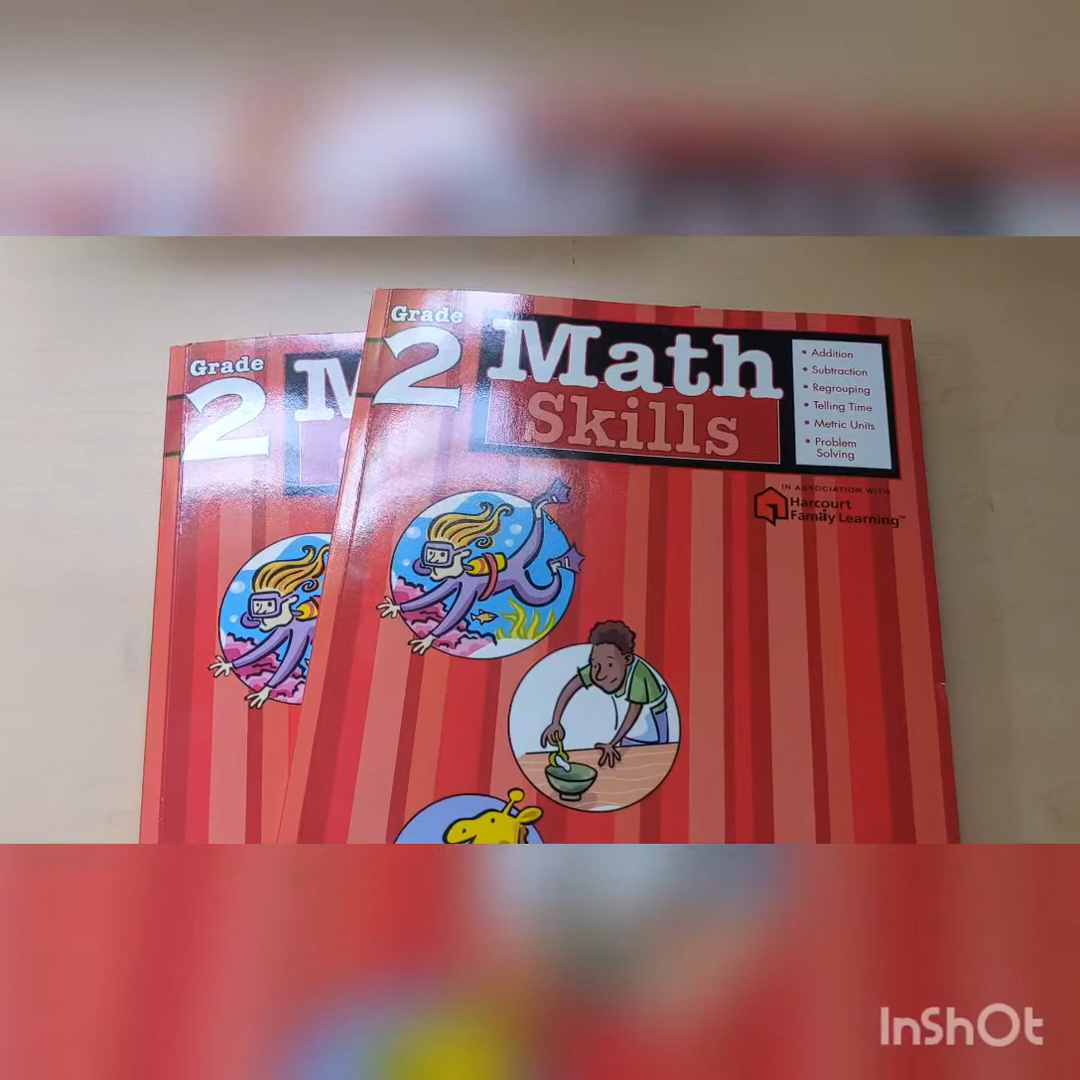 Grade
2
M
Grade
2
Math
Skills
• Addition
• Subtraction
• Regrouping
• Telling Time
• Metric Units
• Problem
Solving
IN ASSOCIATION WITH
Harcourt
Family Learning™
InShOt